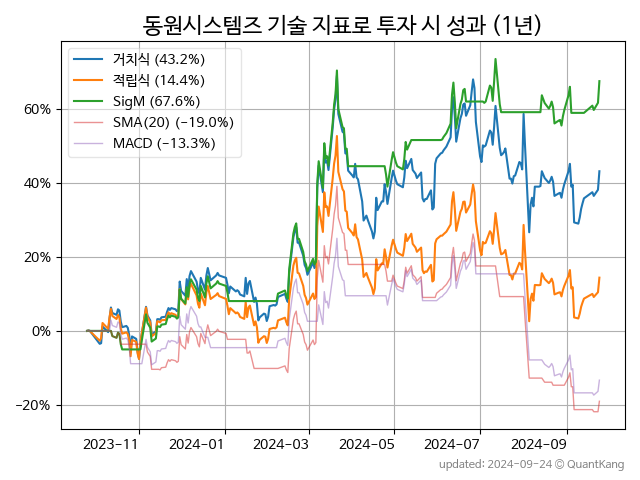 동원시스템즈 기술 지표로 투자 시 성과 (1년)
거치식 (43.2%)
적립식 (14.4%)
SigM (67.6%)
SMA(20) (−19.0%)
MACD (−13.3%)
60%
40%
20%
0%
−20%
2023−11 2024−01 2024−03 2024−05 2024−07 2024−09
updated: 2024−09−24 © QuantKang